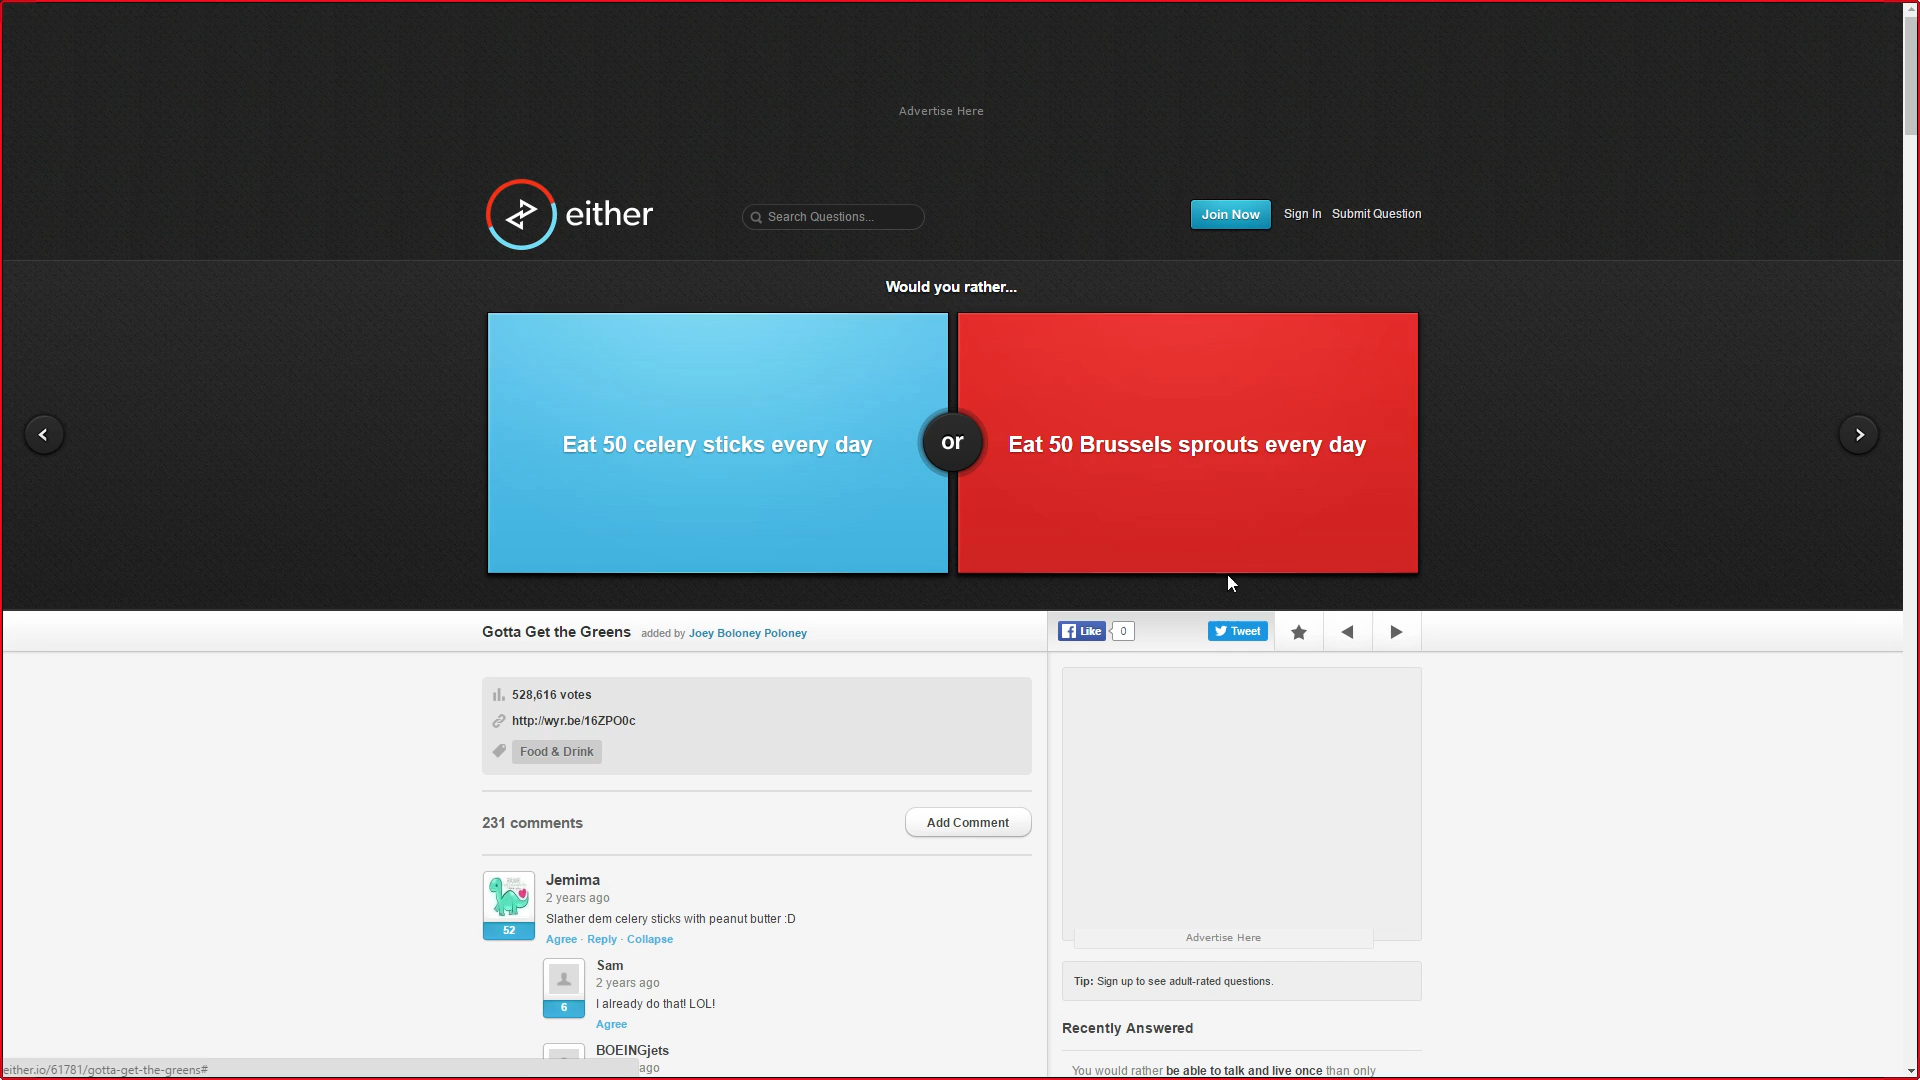 Advertise Here
either
Search Questions...
Join Now
Sign In
Submit Question
Would you rather...
Eat 50 celery sticks every day
or
Eat 50 Brussels sprouts every day
Gotta Get the Greens added by Joey Boloney Poloney
Like
0
Tweet
528,616 votes
http://wyr.be/16ZPO0c
Food & Drink
231 comments
Add Comment
Jemima
2 years ago
Slather dem celery sticks with peanut butter :D
52
Agree · Reply · Collapse
Sam
2 years ago
I already do that! LOL!
6
Agree
BOEINGjets
ago
Advertise Here
Tip: Sign up to see adult-rated questions.
Recently Answered
You would rather be able to talk and live once than only
either.io/61781/gotta-get-the-greens#